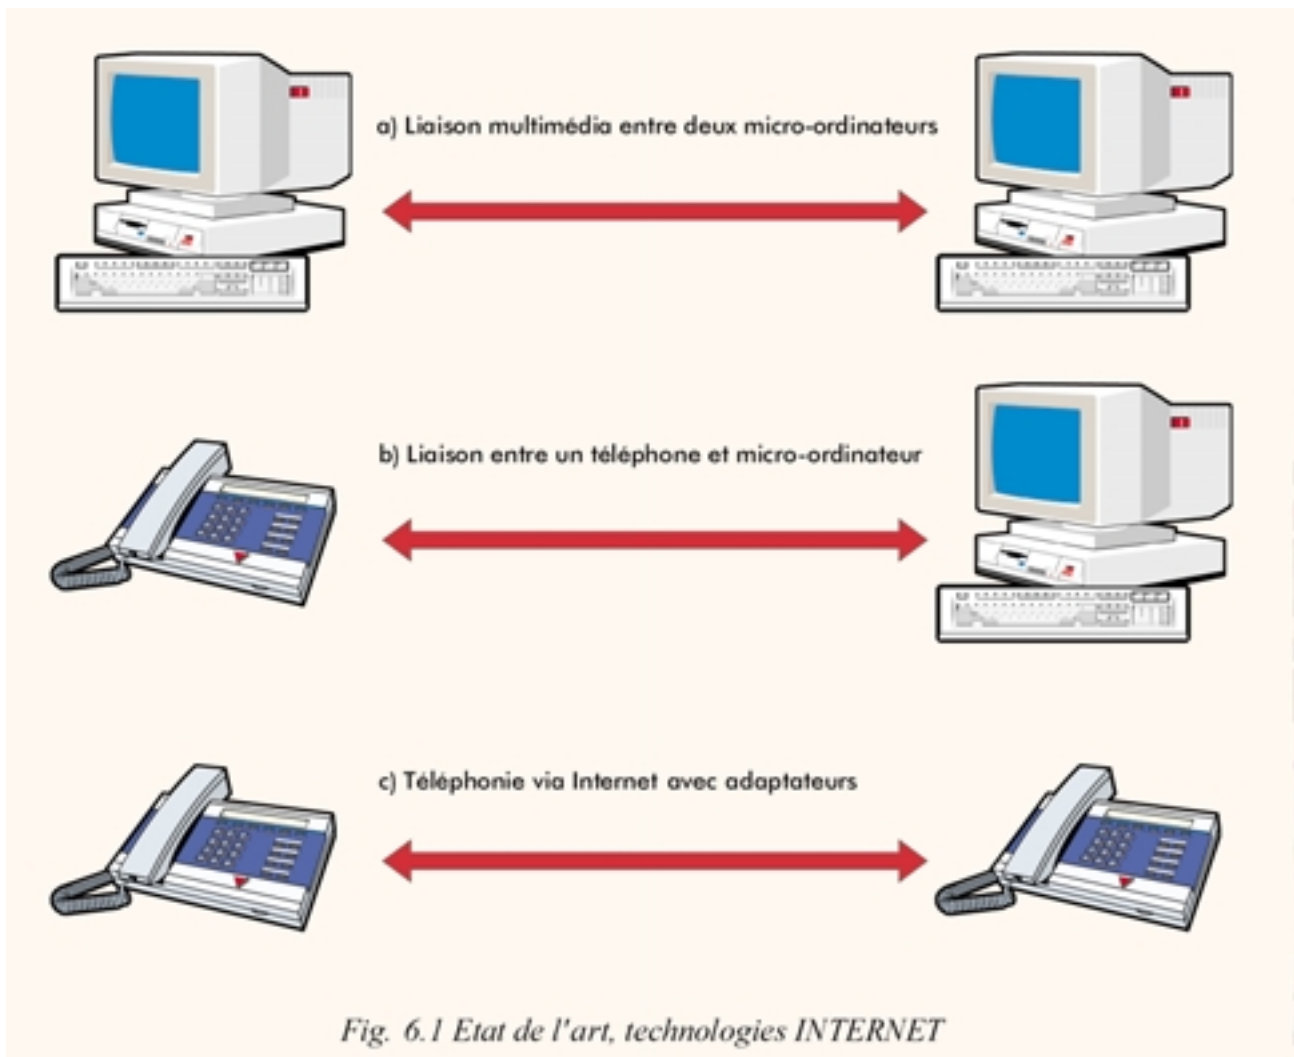 a) Liaison multimédia entre deux micro-ordinateurs
b) Liaison entre un téléphone et micro-ordinateur
c) Téléphonie via Internet avec adaptateurs
Fig. 6.1 Etat de l'art, technologies INTERNET